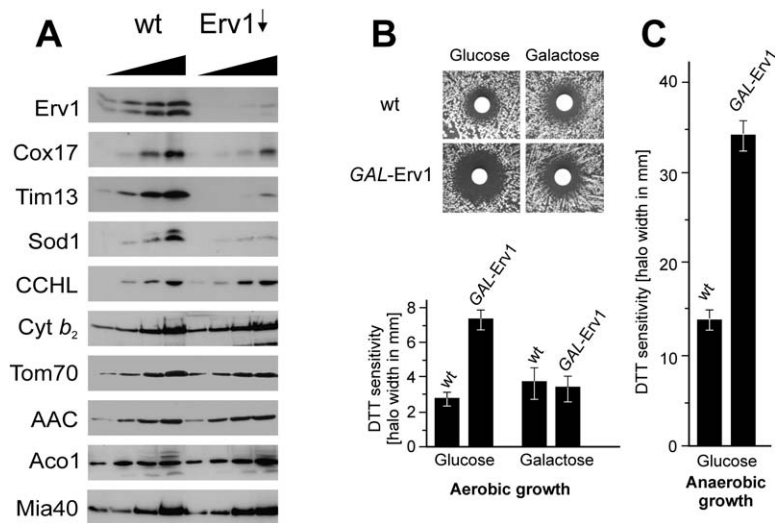 A
wt Erv1↓
Erv1
Cox17
Tim13
Sod1
CCHL
Cyt b₂
Tom70
AAC
Aco1
Mia40
B
Glucose Galactose
wt
GAL-Erv1
DTT sensitivity
[halo width in mm]
8
6
4
2
0
wt
GAL-Erv1
wt
GAL-Erv1
Glucose Galactose
Aerobic growth
C
DTT sensitivity [halo width in mm]
40
30
20
10
0
wt
GAL-Erv1
Glucose
Anaerobic
growth